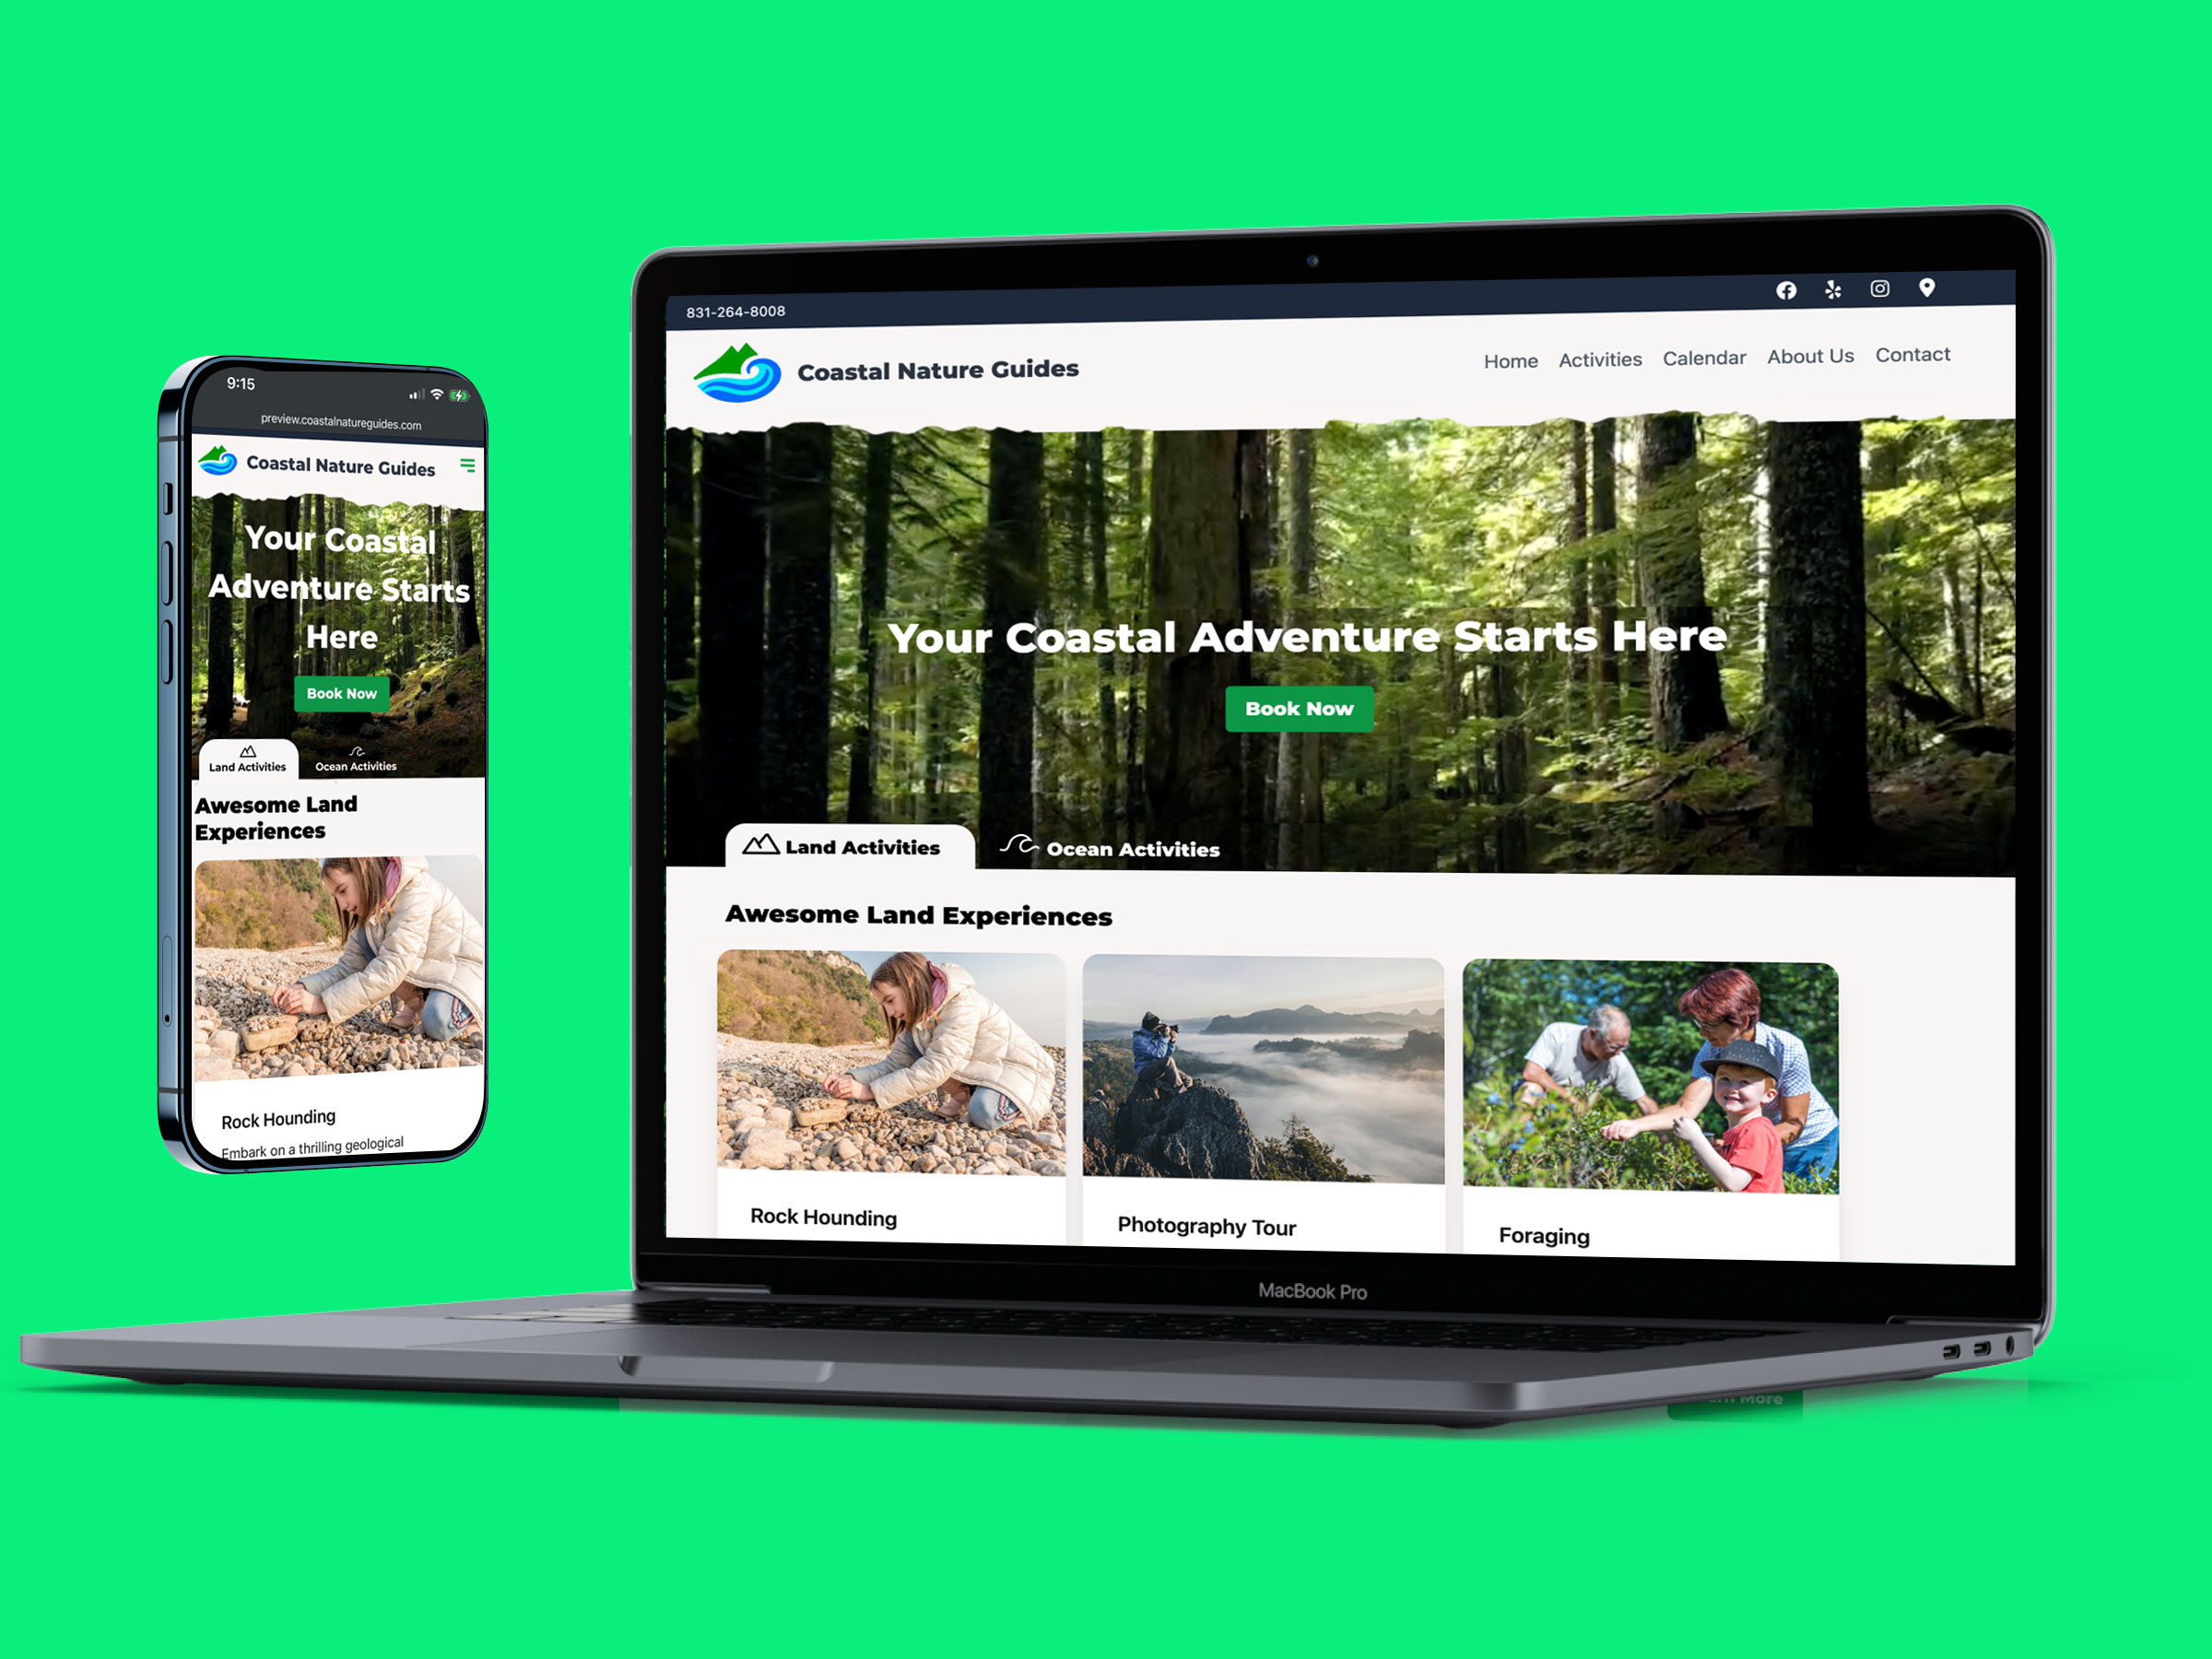 9:15
preview.coastalnatureguides.com
Coastal Nature Guides
Your Coastal
Adventure Starts
Here
Book Now
Land Activities
Ocean Activities
Awesome Land
Experiences
Rock Hounding
Embark on a thrilling geological
831-264-8008
Coastal Nature Guides
Home Activities Calendar About Us Contact
Your Coastal Adventure Starts Here
Book Now
Land Activities
Ocean Activities
Awesome Land Experiences
Rock Hounding
Photography Tour
Foraging
MacBook Pro
More